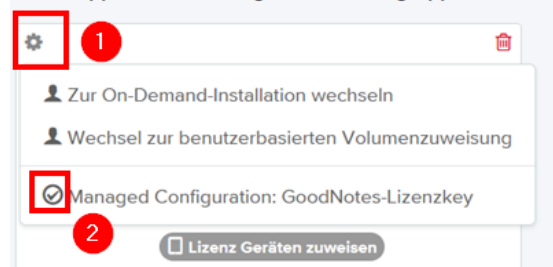 1
Zur On-Demand-Installation wechseln
Wechsel zur benutzerbasierten Volumenzuweisung
Managed Configuration: GoodNotes-Lizenzkey
2
Lizenz Geräten zuweisen